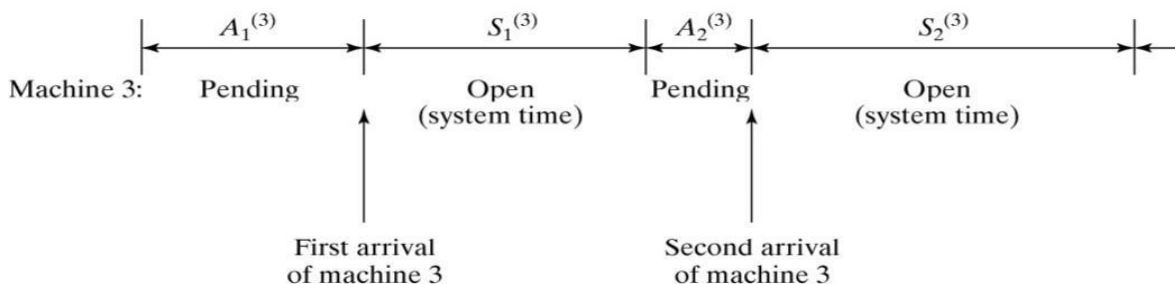 A₁⁽³⁾ S₁⁽³⁾ A₂⁽³⁾ S₂⁽³⁾
Machine 3: Pending Open Pending Open
(system time) (system time)
First arrival Second arrival
of machine 3 of machine 3